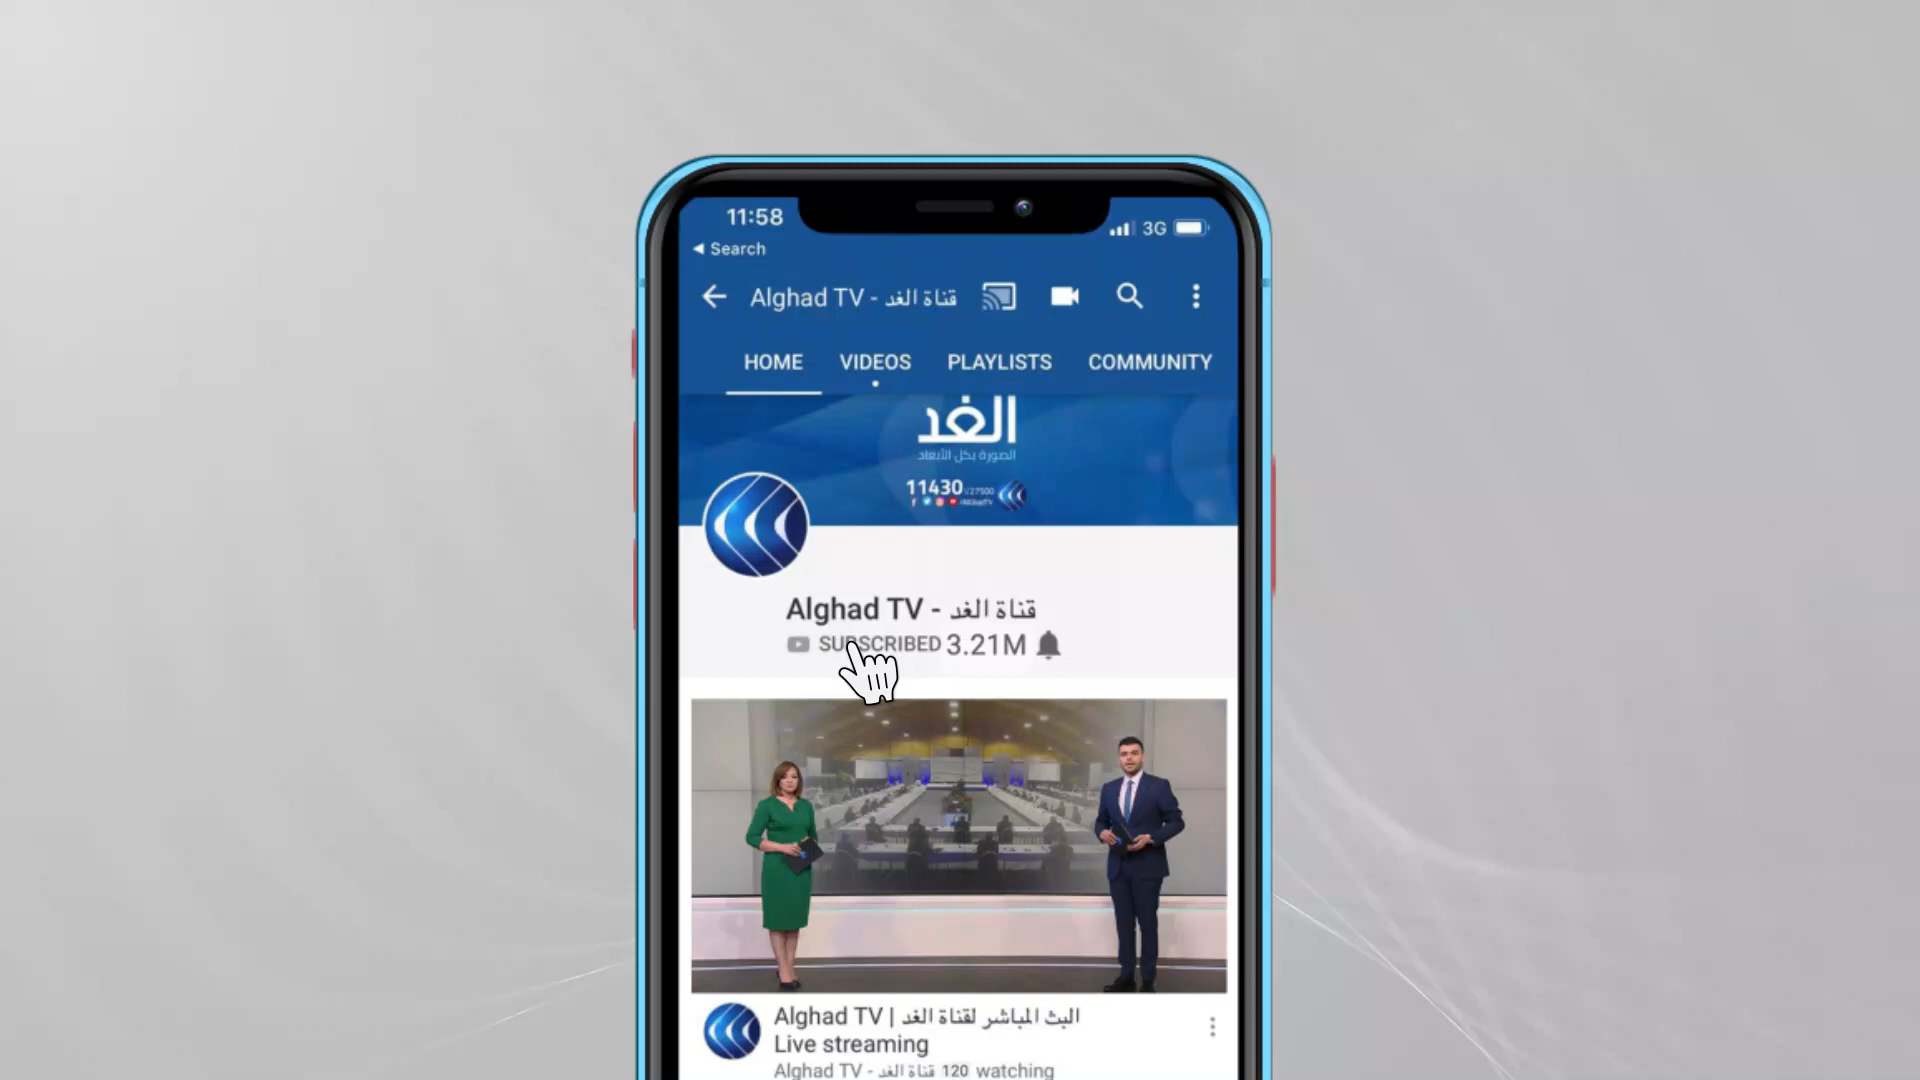 11:58
3G
Search
Alghad TV - قناة الغد
HOME VIDEOS PLAYLISTS COMMUNITY
الغد
الصورة بكل الأبعاد
11430 27500
Alghad TV - قناة الغد
SUBSCRIBED 3.21M
Alghad TV | البث المباشر لقناة الغد
Live streaming
Alghad TV - قناة الغد 120 watching